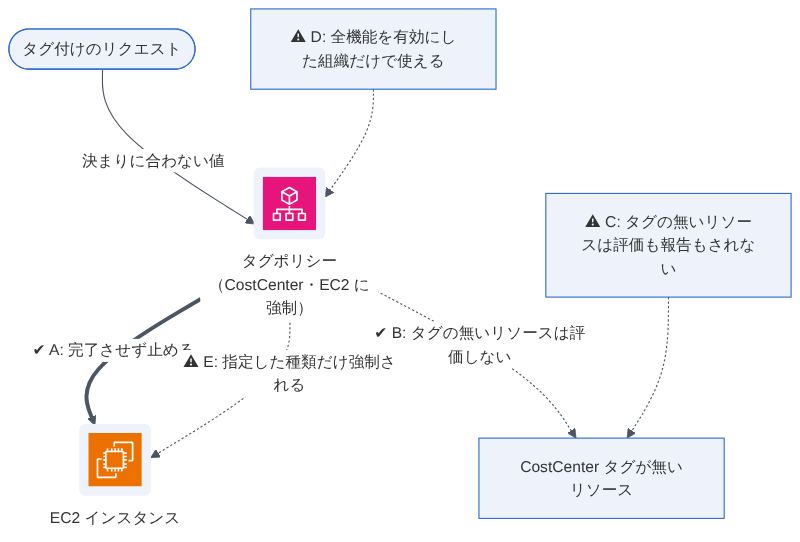 タグ付けのリクエスト
⚠ D: 全機能を有効にし
た組織だけで使える
決まりに合わない値
⚠ C: タグの無いリソー
スは評価も報告もされな
い
タグポリシー
（CostCenter・EC2 に
強制）
✔ A: 完了させず止める
⚠ E: 指定した種類だけ強制さ
れる
✔ B: タグの無いリソースは評
価しない
CostCenter タグが無い
リソース
EC2 インスタンス